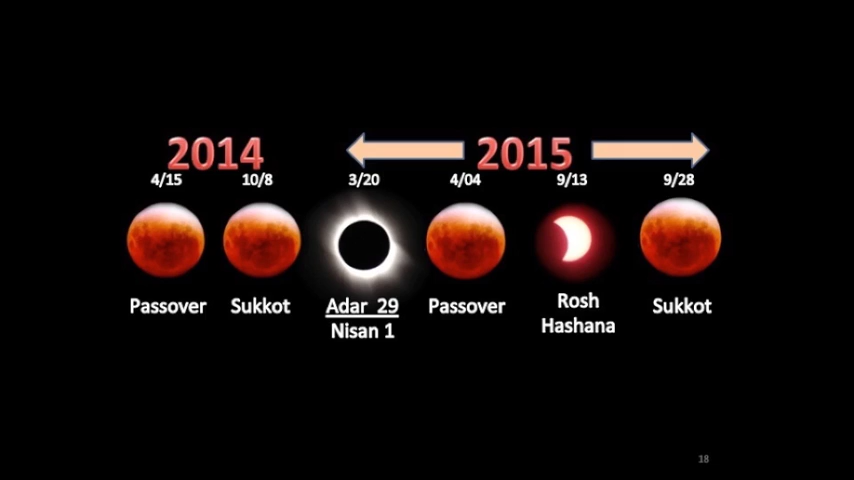 2014 2015
4/15 10/8 3/20 4/04 9/13 9/28
Passover Sukkot Adar 29 Passover Rosh Sukkot
Nisan 1 Hashana
18